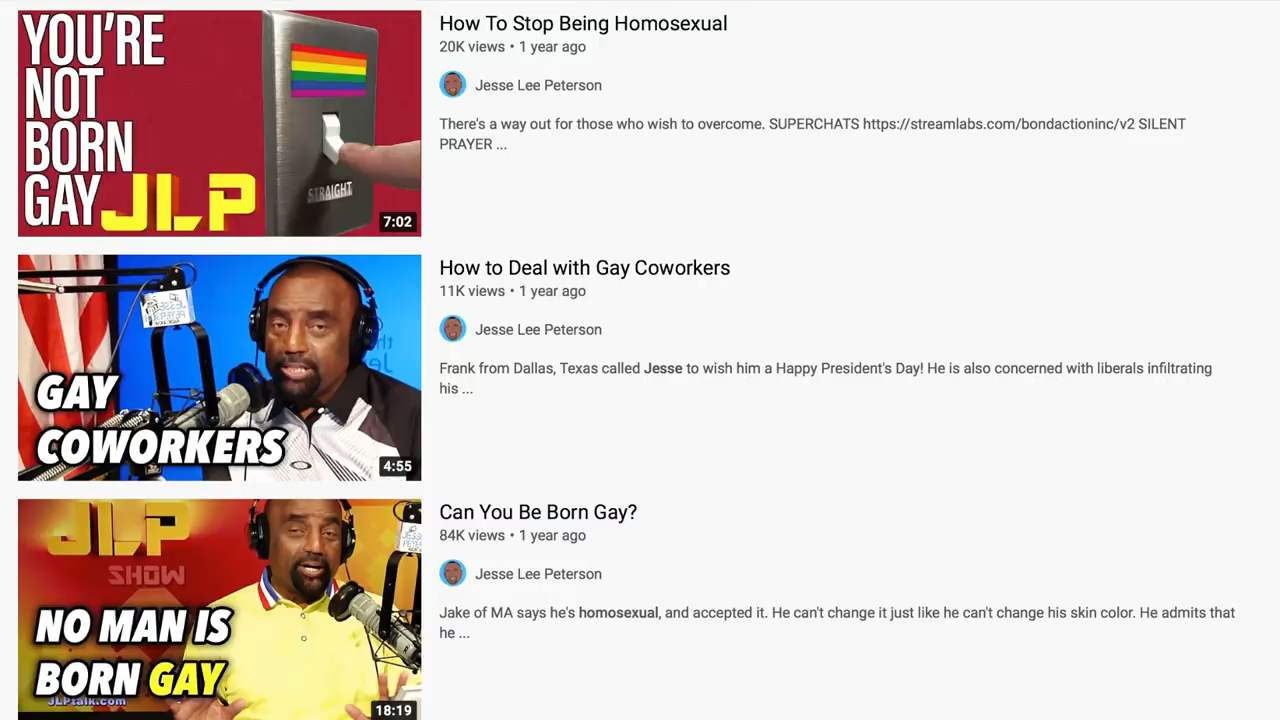 YOU'RE
NOT
BORN
GAY JLP
STRAIGHT
7:02
How To Stop Being Homosexual
20K views • 1 year ago
Jesse Lee Peterson
There's a way out for those who wish to overcome. SUPERCHATS https://streamlabs.com/bondactioninc/v2 SILENT
PRAYER ...
GAY
COWORKERS
4:55
How to Deal with Gay Coworkers
11K views • 1 year ago
Jesse Lee Peterson
Frank from Dallas, Texas called Jesse to wish him a Happy President's Day! He is also concerned with liberals infiltrating
his ...
JLP
SHOW
NO MAN IS
BORN GAY
JLPtalk.com
18:19
Can You Be Born Gay?
84K views • 1 year ago
Jesse Lee Peterson
Jake of MA says he's homosexual, and accepted it. He can't change it just like he can't change his skin color. He admits that
he ...